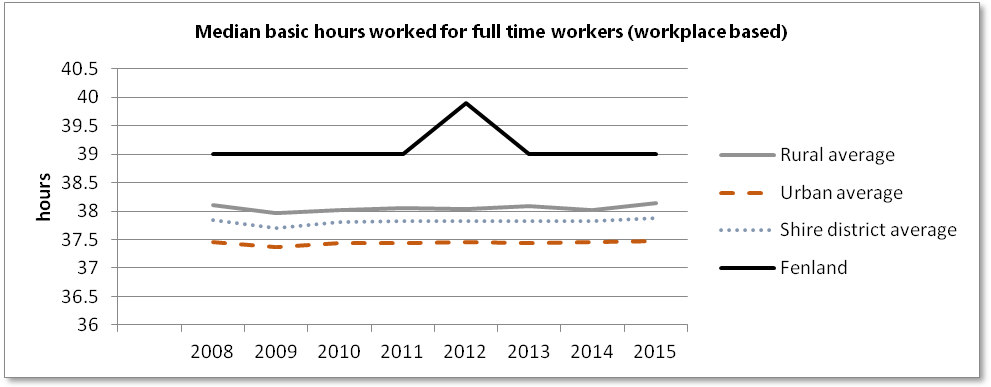 Median basic hours worked for full time workers (workplace based)
40.5
40
39.5
39
38.5
38
37.5
37
36.5
36
hours
2008 2009 2010 2011 2012 2013 2014 2015
Rural average
Urban average
Shire district average
Fenland